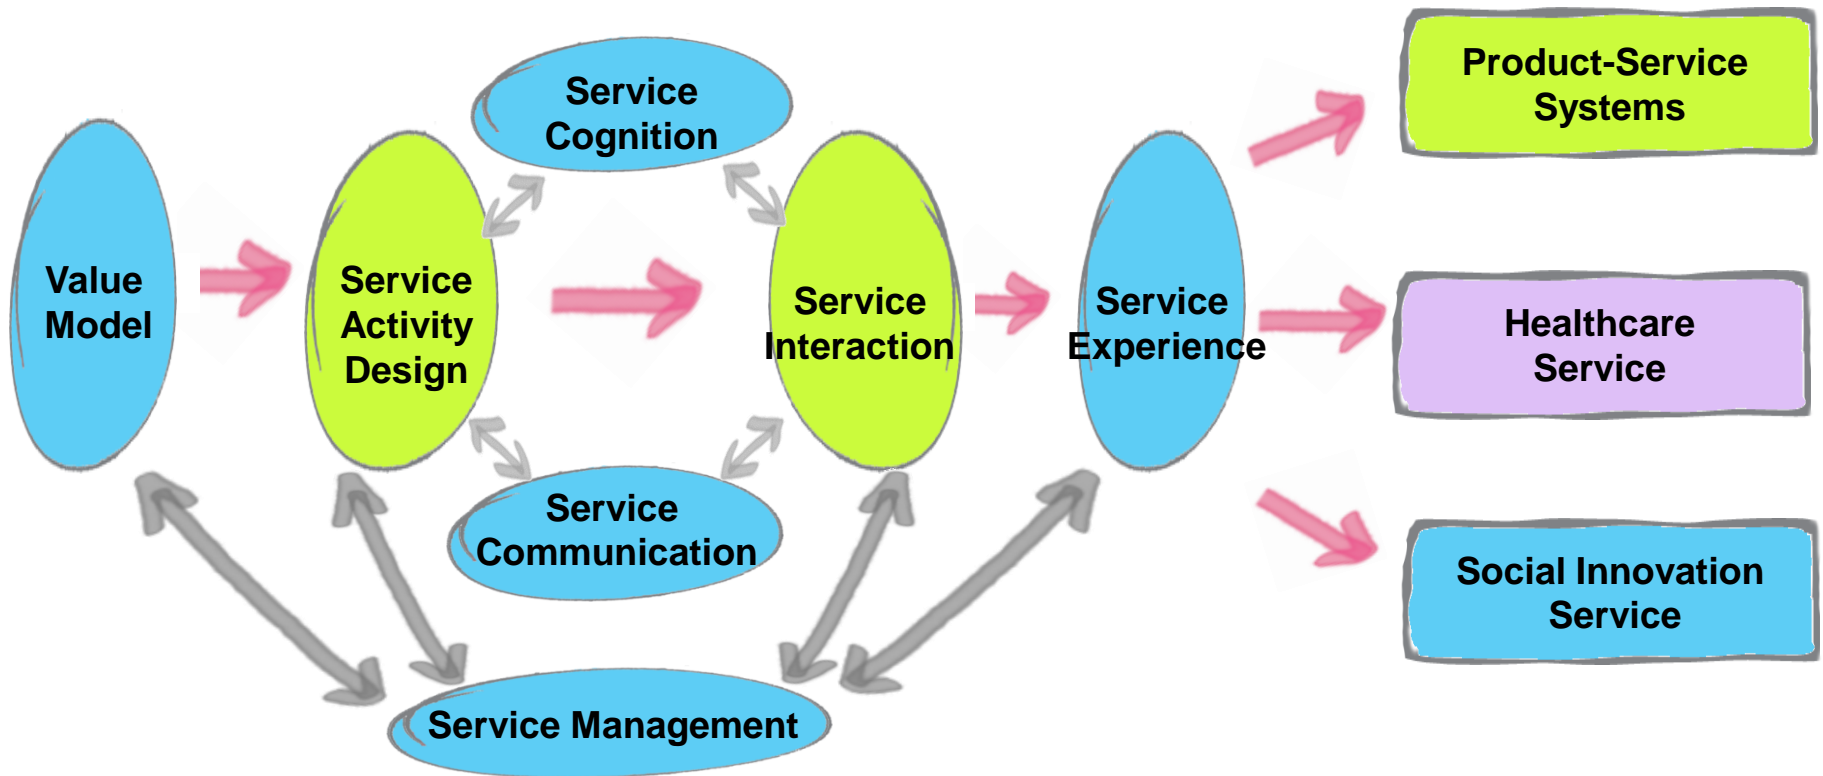 Value
Model
Service
Activity
Design
Service
Cognition
Service
Communication
Service
Interaction
Service
Experience
Service Management
Product-Service
Systems
Healthcare
Service
Social Innovation
Service